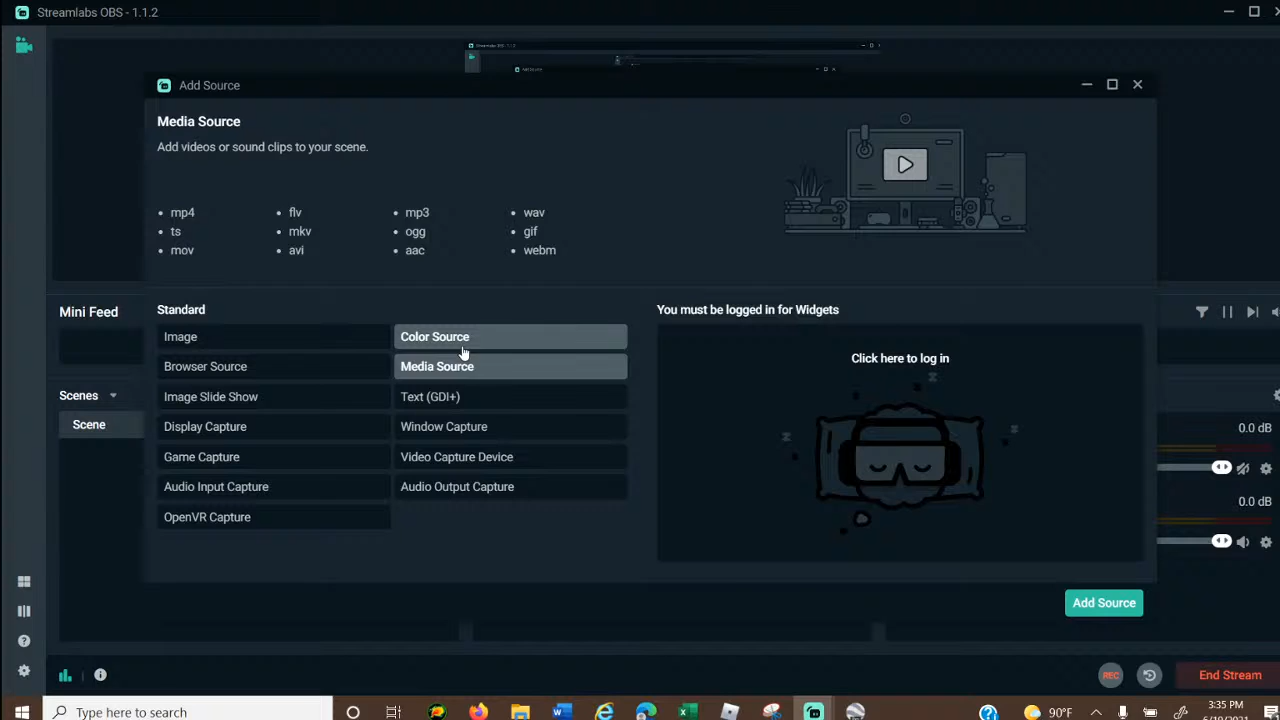 Streamlabs OBS - 1.1.2
Add Source
Media Source
Add videos or sound clips to your scene.
mp4
flv
mp3
wav
ts
mkv
ogg
gif
mov
avi
aac
webm
Mini Feed
Standard
You must be logged in for Widgets
Image
Color Source
Browser Source
Media Source
Click here to log in
Image Slide Show
Text (GDI+)
Scenes
Scene
Display Capture
Window Capture
0.0 dB
Game Capture
Video Capture Device
Audio Input Capture
Audio Output Capture
0.0 dB
OpenVR Capture
Add Source
REC
End Stream
Type here to search
90°F
3:35 PM